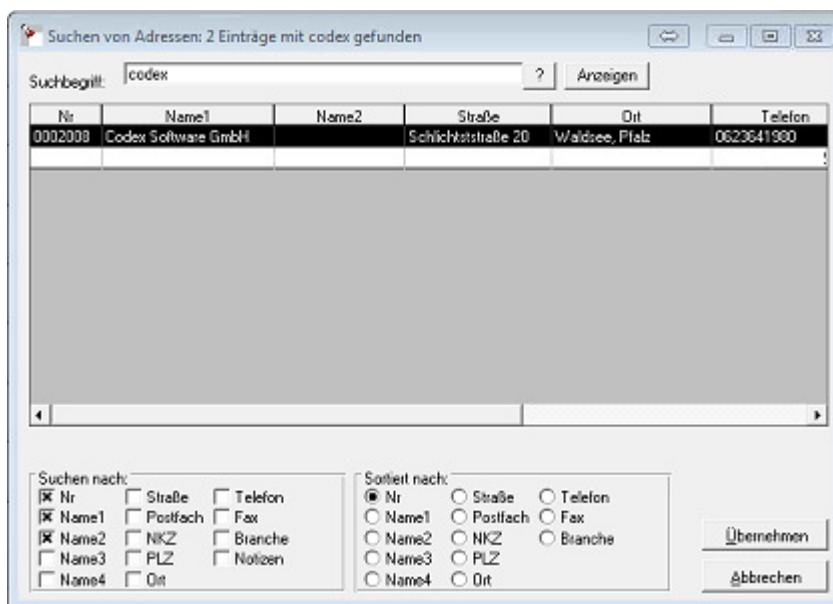 Suchen von Adressen: 2 Einträge mit codex gefunden
Suchbegriff: codex ? Anzeigen
Nr Name1 Name2 Straße Ort Telefon
0002008 Codex Software GmbH Schlichtststraße 20 Waldsee, Pfalz 0623641980
Suchen nach: Sortiert nach:
Nr Straße Telefon Nr Straße Telefon
Name1 Postfach Fax Name1 Postfach Fax
Name2 NKZ Branche Name2 NKZ Branche
Name3 PLZ Notizen Name3 PLZ
Name4 Ort Name4 Ort
Übernehmen
Abbrechen